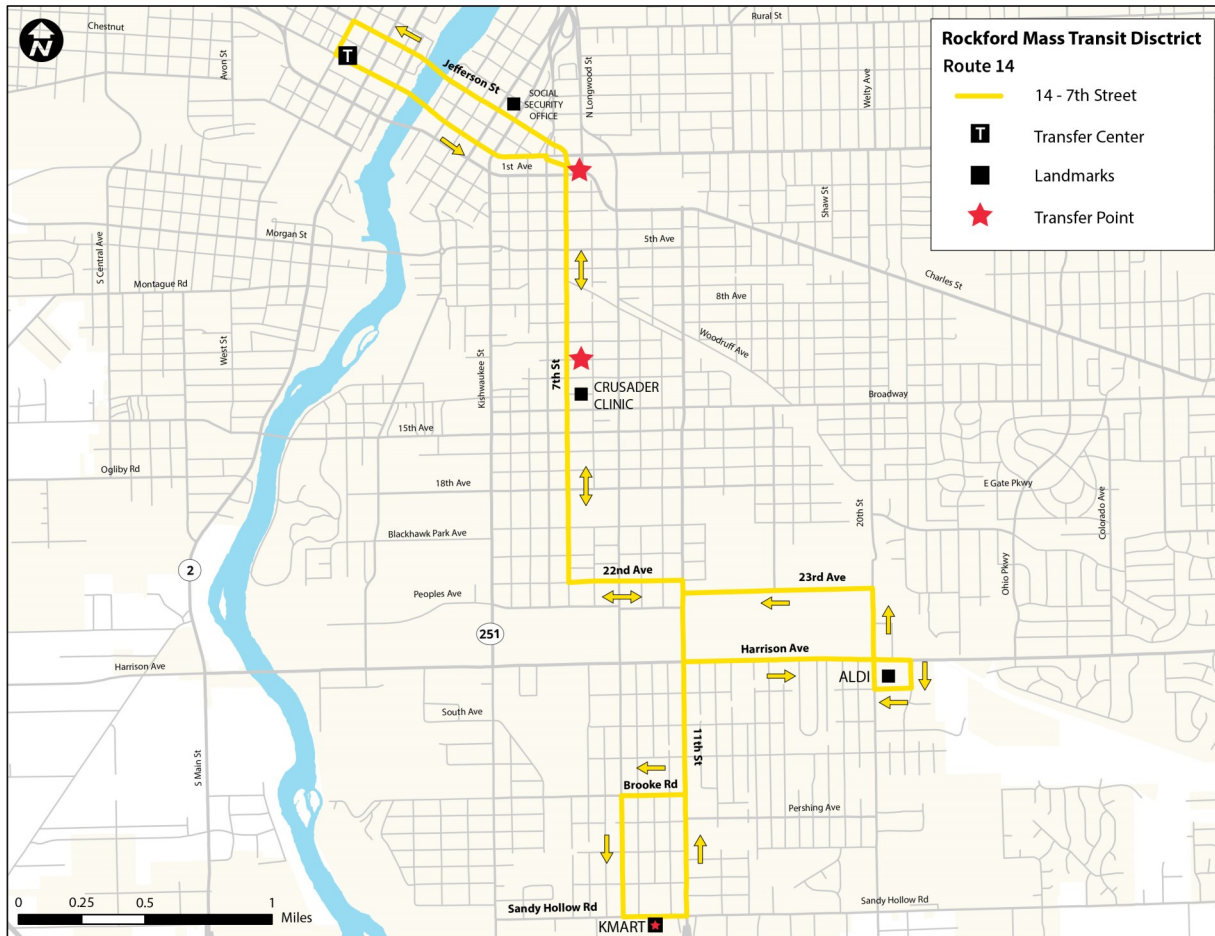 Chestnut
Avon St
N
T
Jefferson St
SOCIAL
SECURITY
OFFICE
N Longwood St
Rural St
Welty Ave
Rockford Mass Transit Disctrict
Route 14
14 - 7th Street
T Transfer Center
Landmarks
Transfer Point
1st Ave
Shaw St
Morgan St
S Central Ave
5th Ave
Montague Rd
Charles St
8th Ave
Woodruff Ave
West St
Kishwaukee St
7th St
CRUSADER
CLINIC
Broadway
15th Ave
Ogliby Rd
18th Ave
E Gate Pkwy
20th St
Colorado Ave
Blackhawk Park Ave
2
22nd Ave
23rd Ave
Ohio Pkwy
Peoples Ave
251
Harrison Ave
Harrison Ave
ALDI
South Ave
S Main St
11th St
Brooke Rd
Pershing Ave
0 0.25 0.5 1
Miles
Sandy Hollow Rd
Sandy Hollow Rd
KMART